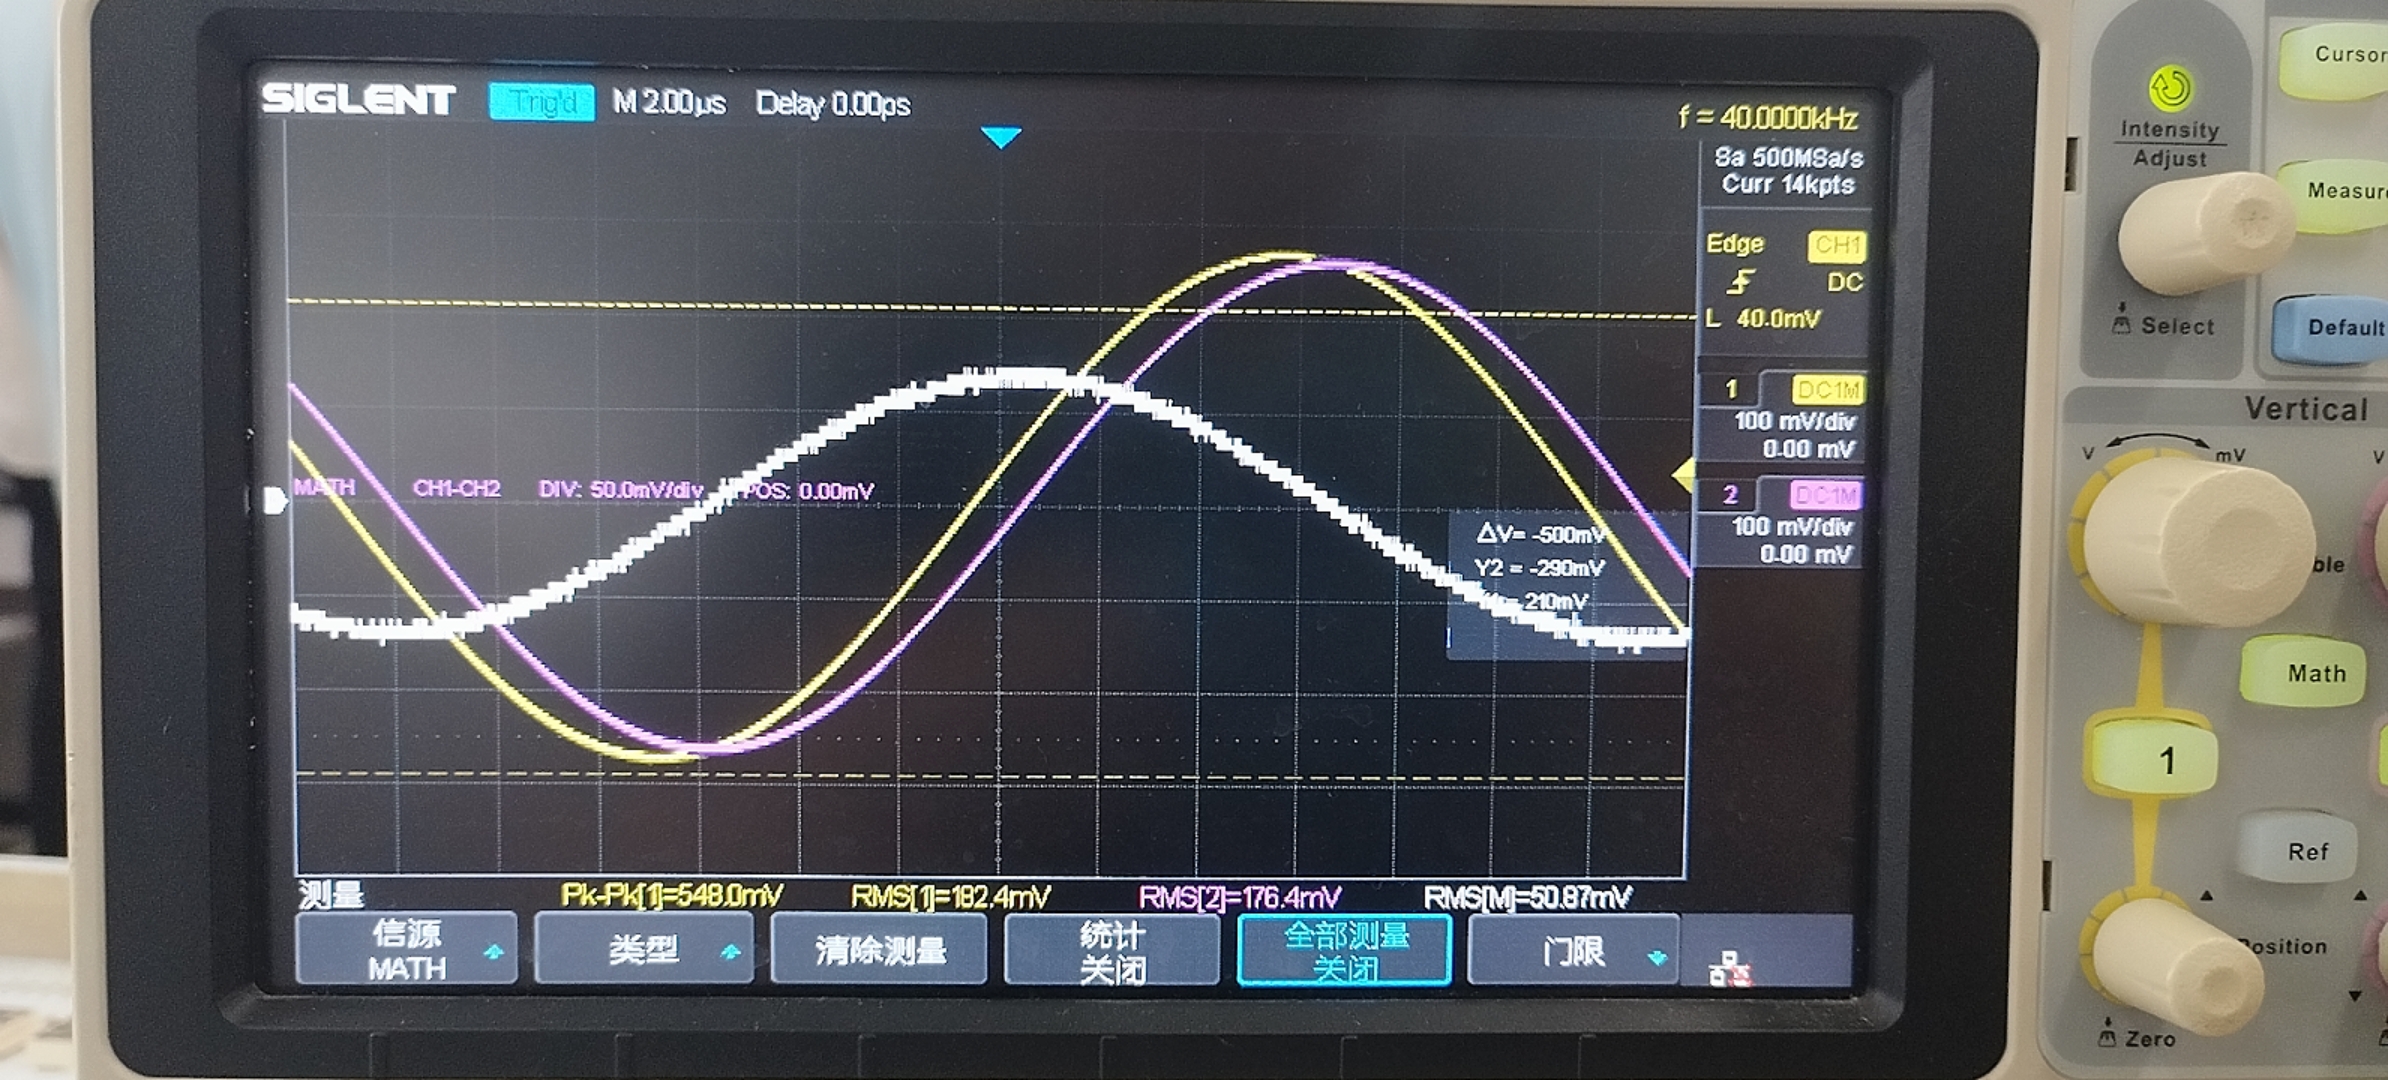 SIGLENT Trig'd M 2.00µs Delay 0.00ps f = 40.0000kHz
Sa 500MSa/s
Curr 14kpts
Edge CH1
DC
L 40.0mV
1 DC1M
100 mV/div
0.00 mV
2 DC1M
100 mV/div
0.00 mV
MATH CH1-CH2 DIV: 50.0mV/div POS: 0.00mV
ΔV= -500mV
Y2 = -290mV
210mV
测量 Pk-Pk[1]=548.0mV RMS[1]=182.4mV RMS[2]=176.4mV RMS[M]=50.87mV
信源
MATH
类型
清除测量
统计
关闭
全部测量
关闭
门限
Intensity
Adjust
Select
Cursor
Measure
Default
Vertical
V mV V
Math
1
Ref
Position
Zero